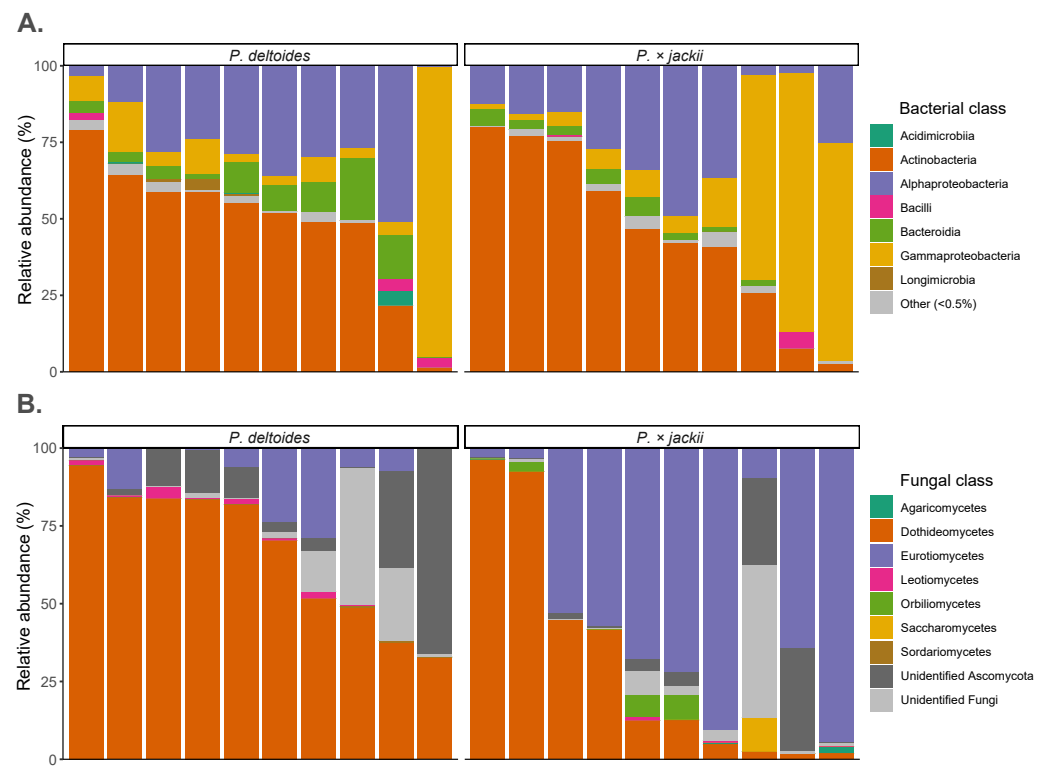 A.
P. deltoides
P. × jackii
Relative abundance (%)
100
75
50
25
0
Bacterial class
Acidimicrobiia
Actinobacteria
Alphaproteobacteria
Bacilli
Bacteroidia
Gammaproteobacteria
Longimicrobia
Other (<0.5%)
B.
P. deltoides
P. × jackii
Relative abundance (%)
100
75
50
25
0
Fungal class
Agaricomycetes
Dothideomycetes
Eurotiomycetes
Leotiomycetes
Orbiliomycetes
Saccharomycetes
Sordariomycetes
Unidentified Ascomycota
Unidentified Fungi